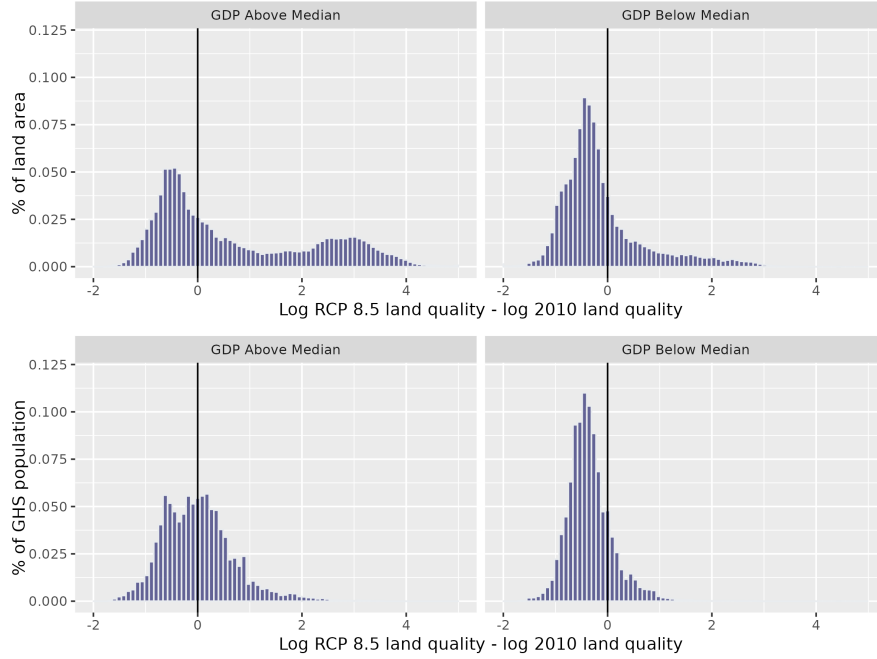 GDP Above Median GDP Below Median
% of land area
0.125
0.100
0.075
0.050
0.025
0.000
-2 0 2 4 -2 0 2 4
Log RCP 8.5 land quality - log 2010 land quality
GDP Above Median GDP Below Median
% of GHS population
0.125
0.100
0.075
0.050
0.025
0.000
-2 0 2 4 -2 0 2 4
Log RCP 8.5 land quality - log 2010 land quality